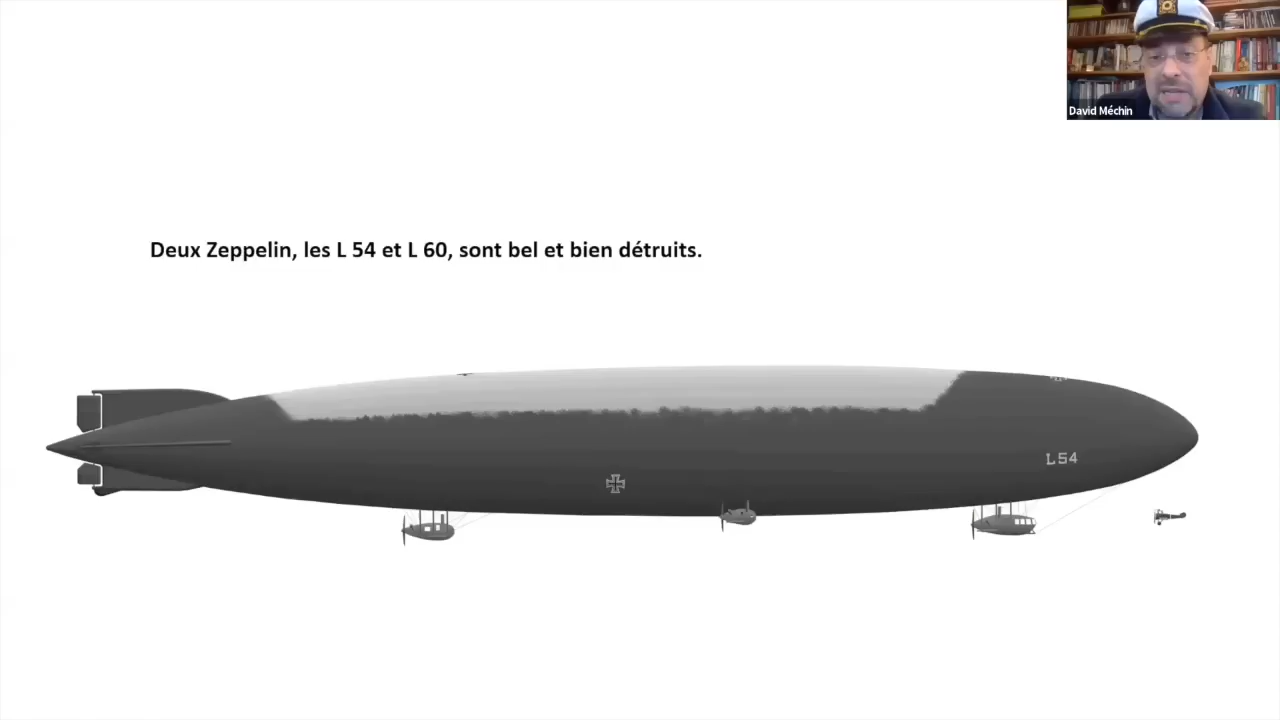 David Méchin
Deux Zeppelin, les L 54 et L 60, sont bel et bien détruits.
L54